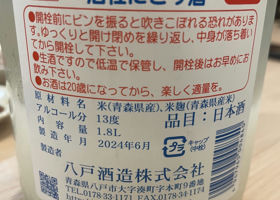 活性にごり酒
○開栓前にビンを振ると吹きこぼれる恐れがありま
す。ゆっくりと開け閉めを繰り返し、中身が落ち着い
てから開栓して下さい。
○生酒ですので低温で保管し、開栓後はお早めに
お飲み下さい。
○お酒は20歳になってから、楽しく適量を。
原材料名 米(青森県産)、米麹(青森県産米)
アルコール分 13度
内容量 1.8L
品目:日本酒
製造年月 2024年6月
プラ
キャップ
(中栓)
製造者
八戸酒造株式会社
青森県八戸市大字湊町字本町9番地
TEL.0178-33-1171 FAX.0178-34-1174